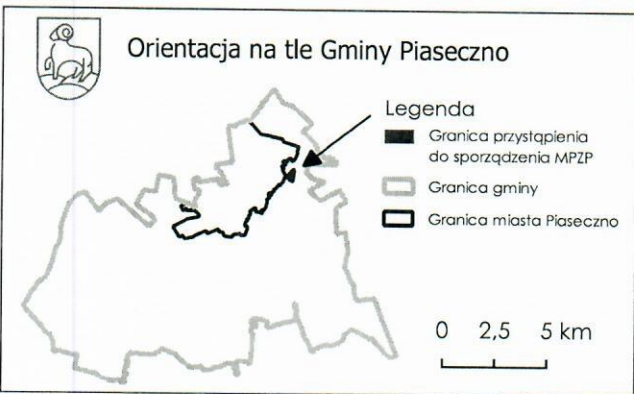 Orientacja na tle Gminy Piaseczno
Legenda
Granica przystąpienia
do sporządzenia MPZP
Granica gminy
Granica miasta Piaseczno
0 2,5 5 km